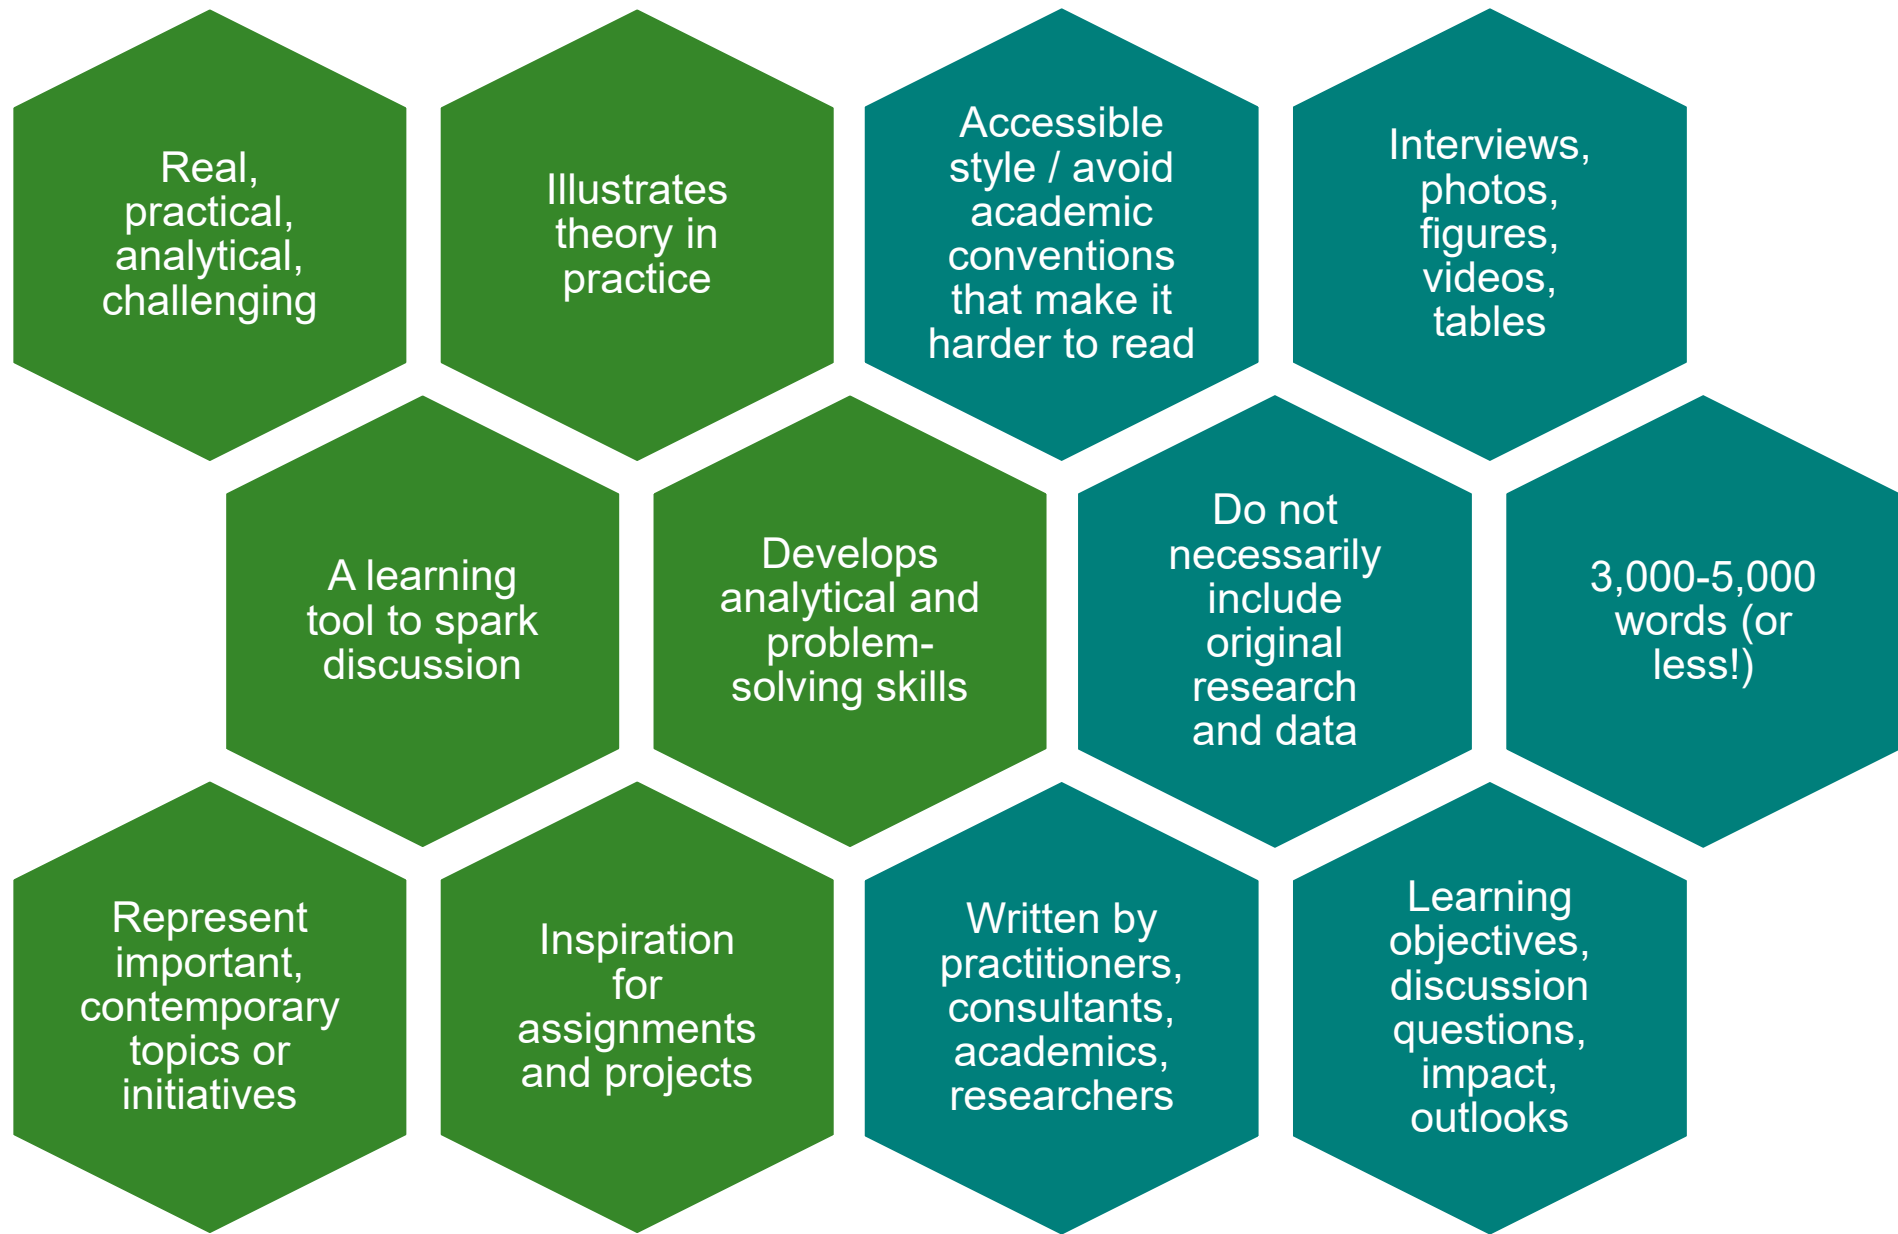 Real,
practical,
analytical,
challenging
Illustrates
theory in
practice
Accessible
style / avoid
academic
conventions
that make it
harder to read
Interviews,
photos,
figures,
videos,
tables
A learning
tool to spark
discussion
Develops
analytical and
problem-
solving skills
Do not
necessarily
include
original
research
and data
3,000-5,000
words (or
less!)
Represent
important,
contemporary
topics or
initiatives
Inspiration
for
assignments
and projects
Written by
practitioners,
consultants,
academics,
researchers
Learning
objectives,
discussion
questions,
impact,
outlooks